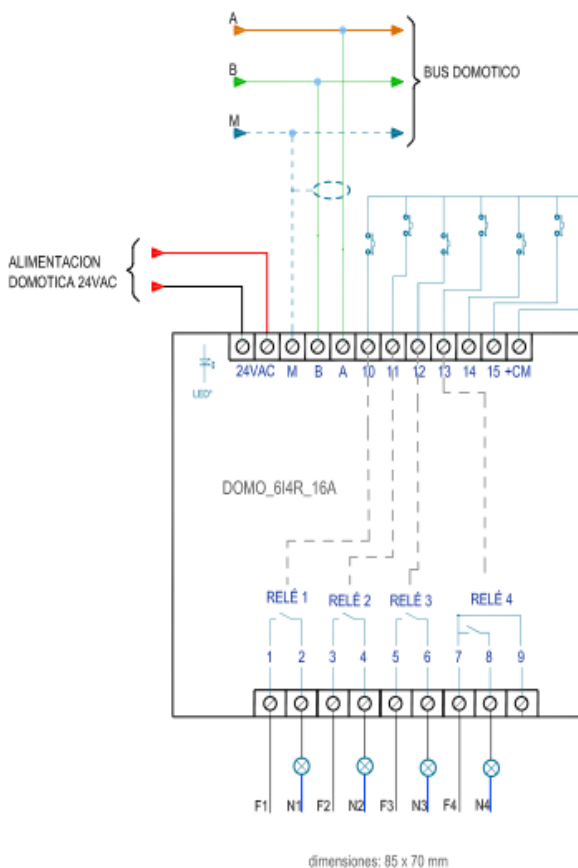 A
B
BUS DOMOTICO
M
ALIMENTACION
DOMOTICA 24VAC
24VAC M B A 10 11 12 13 14 15 +CM
LED*
DOMO_6I4R_16A
RELÉ 1 RELÉ 2 RELÉ 3 RELÉ 4
1 2 3 4 5 6 7 8 9
F1 N1 F2 N2 F3 N3 F4 N4
dimensiones: 85 x 70 mm